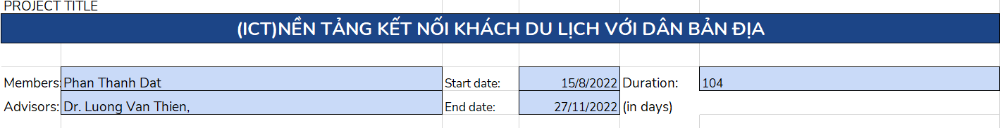 PROJECT TITLE
(ICT)NỀN TẢNG KẾT NỐI KHÁCH DU LỊCH VỚI DÂN BẢN ĐỊA
Members: Phan Thanh Dat Start date: 15/8/2022 Duration: 104
Advisors: Dr. Luong Van Thien, End date: 27/11/2022 (in days)